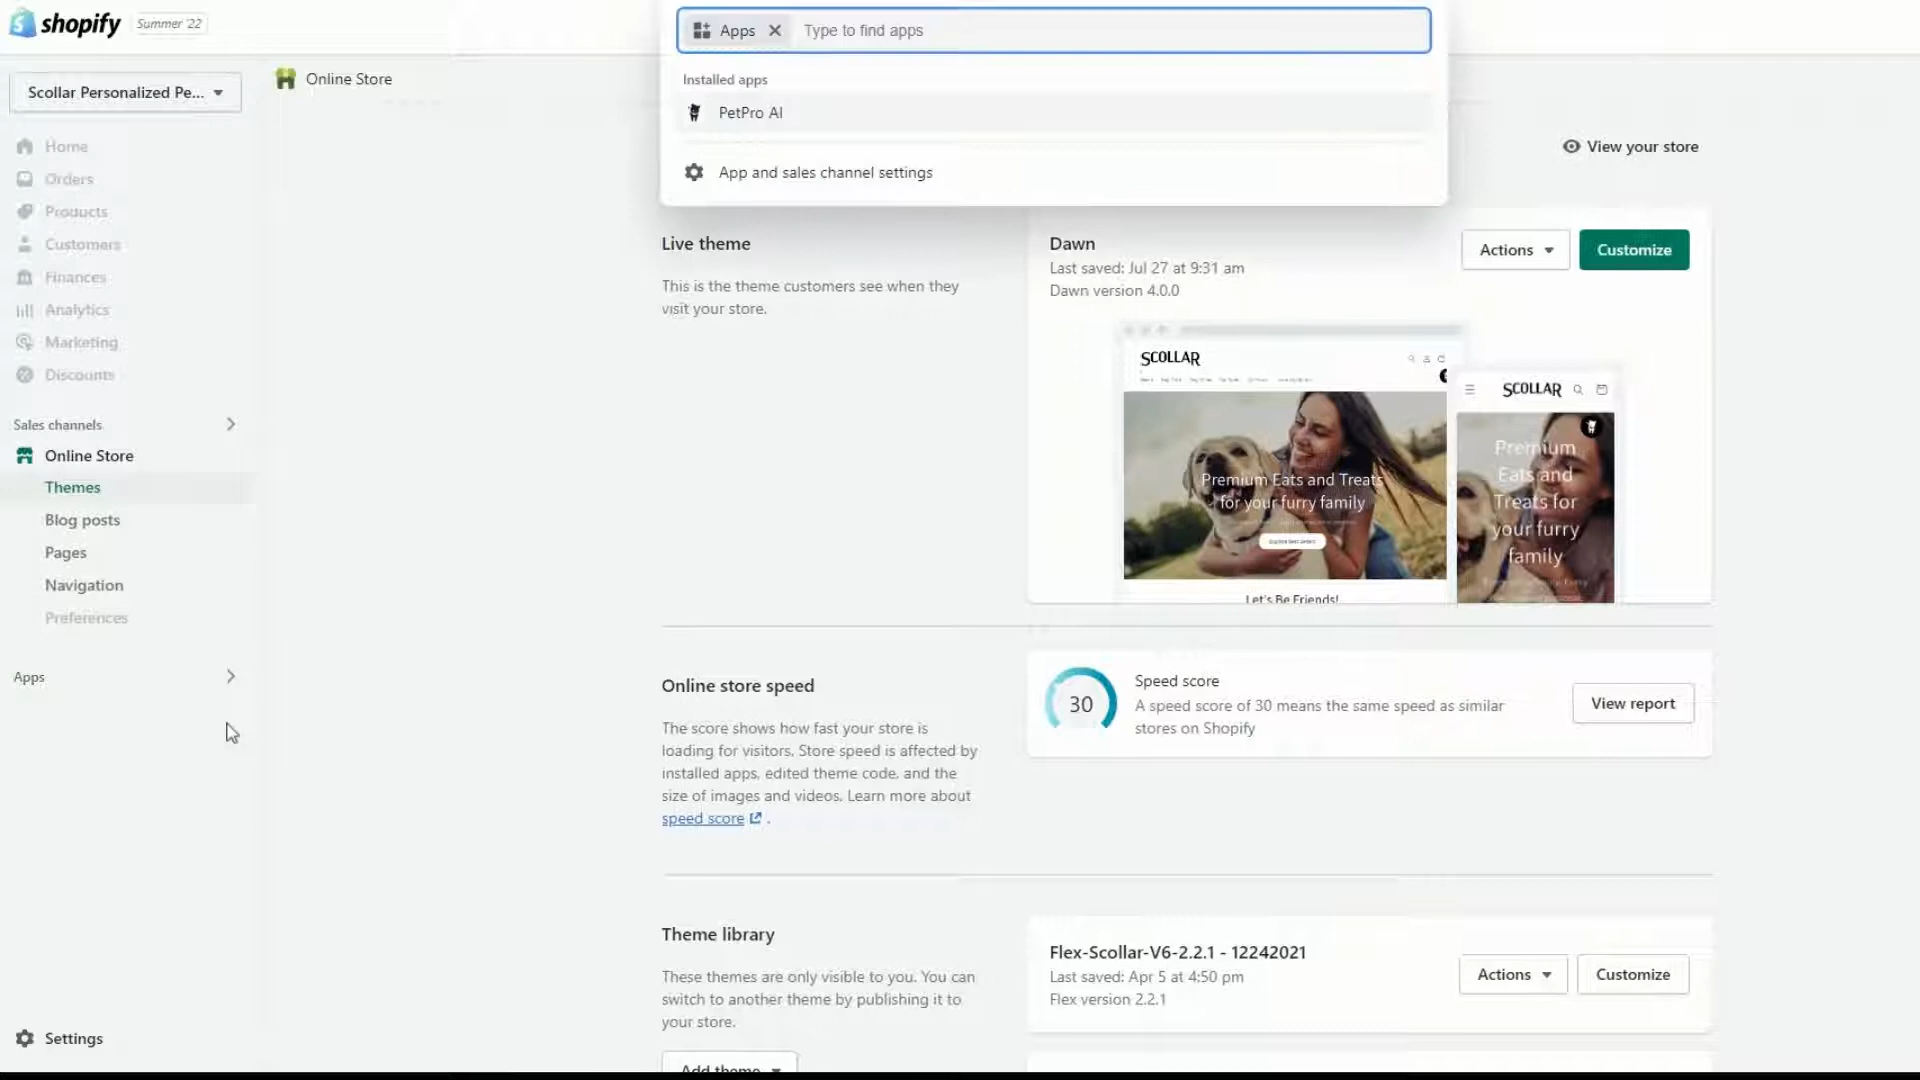 shopify
Summer '22
Apps
Type to find apps
Installed apps
PetPro AI
App and sales channel settings
Scollar Personalized Pe...
Online Store
Home
Orders
Products
Customers
Finances
Analytics
Marketing
Discounts
Sales channels
Online Store
Themes
Blog posts
Pages
Navigation
Preferences
Apps
Settings
View your store
Live theme
This is the theme customers see when they
visit your store.
Dawn
Last saved: Jul 27 at 9:31 am
Dawn version 4.0.0
Actions
Customize
SCOLLAR
Premium Eats and Treats
for your furry family
Let's Be Friends!
SCOLLAR
Premium
Eats and
Treats for
your furry
family
Online store speed
The score shows how fast your store is
loading for visitors. Store speed is affected by
installed apps, edited theme code, and the
size of images and videos. Learn more about
speed score .
30
Speed score
A speed score of 30 means the same speed as similar
stores on Shopify
View report
Theme library
These themes are only visible to you. You can
switch to another theme by publishing it to
your store.
Add theme
Flex-Scollar-V6-2.2.1 - 12242021
Last saved: Apr 5 at 4:50 pm
Flex version 2.2.1
Actions
Customize